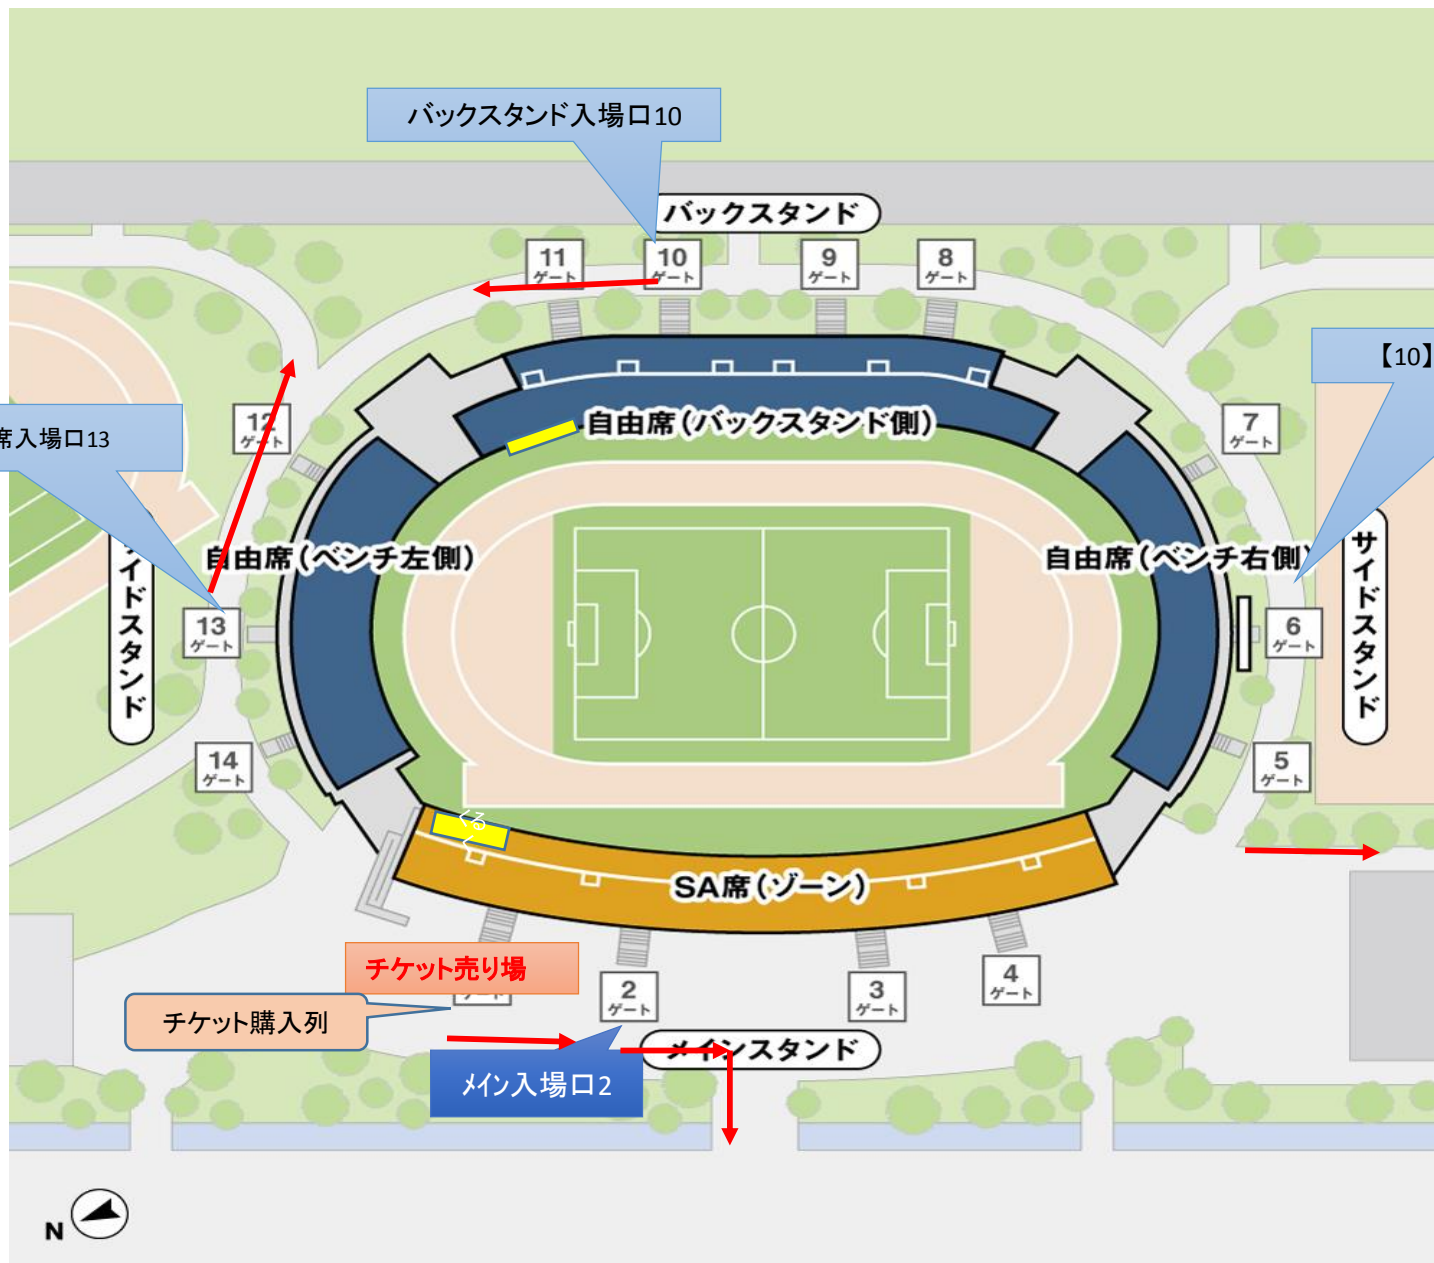 バックスタンド入場口10
バックスタンド
11
ゲート
10
ゲート
9
ゲート
8
ゲート
【10】
12
ゲート
席入場口13
7
ゲート
自由席(バックスタンド側)
自由席(ベンチ左側)
自由席(ベンチ右側)
イドスタンド
サイドスタンド
13
ゲート
6
ゲート
14
ゲート
5
ゲート
SA席(ゾーン)
チケット売り場
ゲート
2
ゲート
3
ゲート
4
ゲート
チケット購入列
メインスタンド
メイン入場口2
N